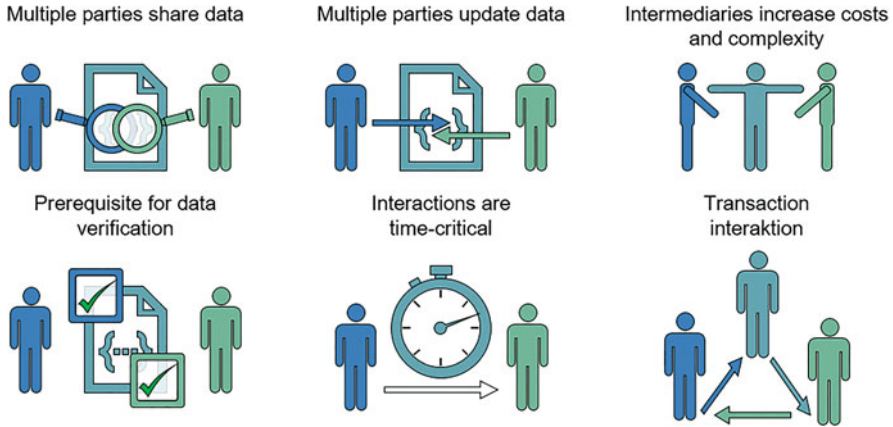 Multiple parties share data
Multiple parties update data
Intermediaries increase costs
and complexity
Prerequisite for data
verification
Interactions are
time-critical
Transaction
interaktion